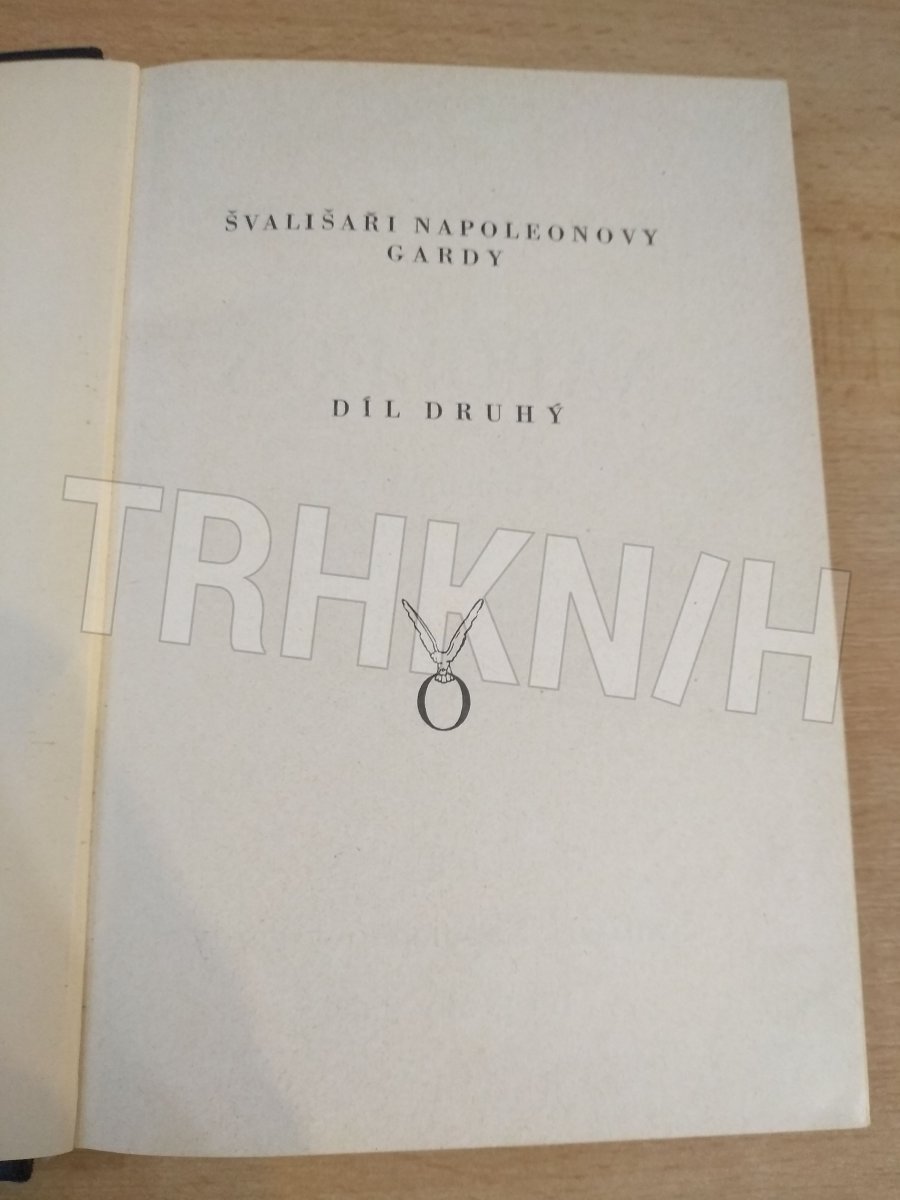 ŠVALIŠAŘI NAPOLEONOVY
GARDY
DÍL DRUHÝ
TRHKNIH
O